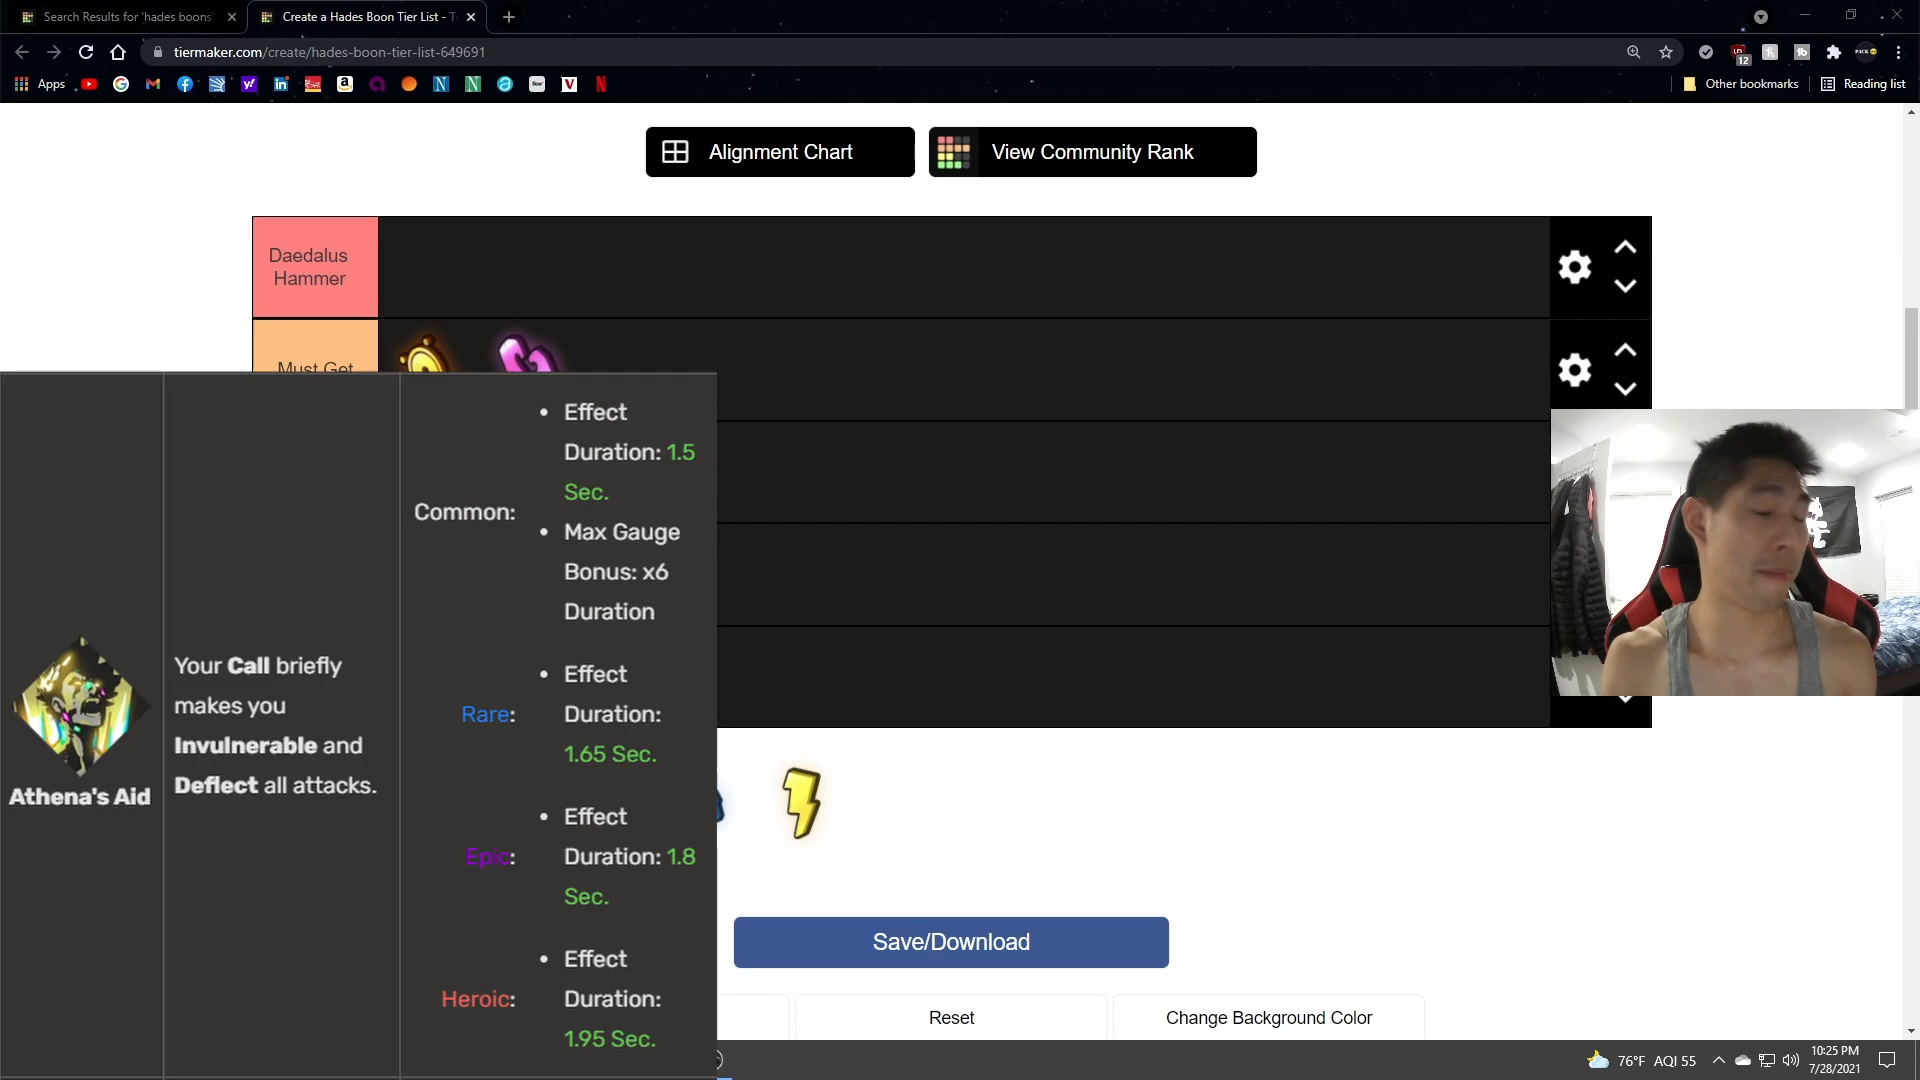 Search Results for 'hades boons'
Create a Hades Boon Tier List - T
tiermaker.com/create/hades-boon-tier-list-649691
12
Apps
Other bookmarks
Reading list
Alignment Chart
View Community Rank
Daedalus
Hammer
Must Get
Athena's Aid
Your Call briefly
makes you
Invulnerable and
Deflect all attacks.
Common:
• Effect
Duration: 1.5
Sec.
• Max Gauge
Bonus: x6
Duration
Rare:
• Effect
Duration:
1.65 Sec.
Epic:
• Effect
Duration: 1.8
Sec.
Heroic:
• Effect
Duration:
1.95 Sec.
Save/Download
Reset
Change Background Color
76°F AQI 55
10:25 PM
7/28/2021